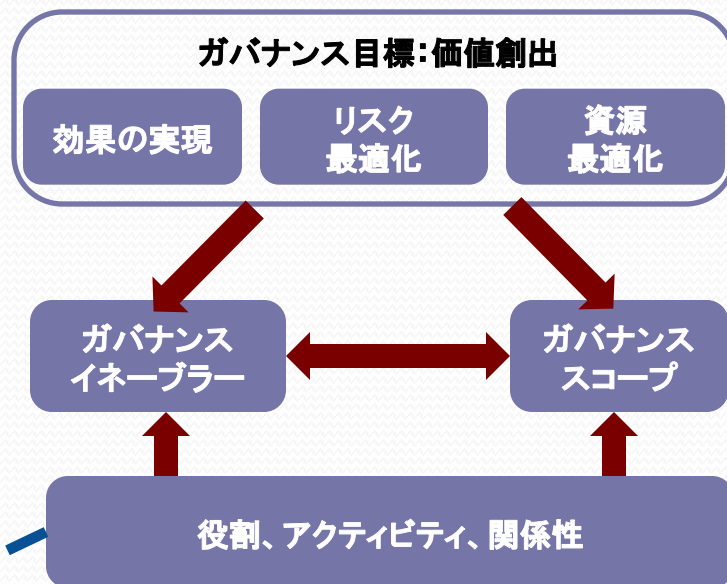 ガバナンス目標：価値創出
効果の実現
リスク
最適化
資源
最適化
ガバナンス
イネーブラー
ガバナンス
スコープ
役割、アクティビティ、関係性